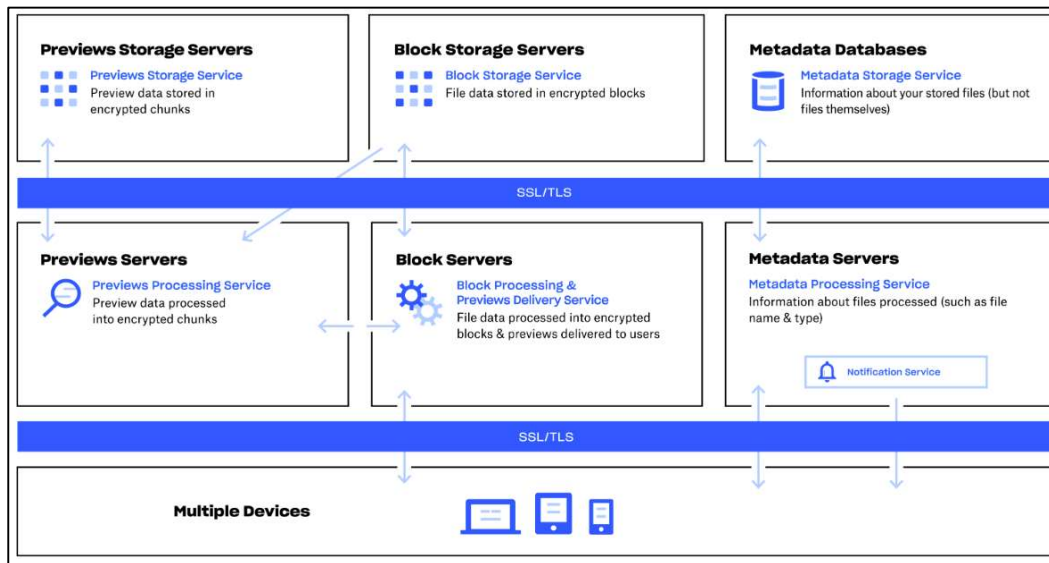 Previews Storage Servers
Previews Storage Service
Preview data stored in
encrypted chunks
Block Storage Servers
Block Storage Service
File data stored in encrypted blocks
Metadata Databases
Metadata Storage Service
Information about your stored files (but not
files themselves)
SSL/TLS
Previews Servers
Previews Processing Service
Preview data processed
into encrypted chunks
Block Servers
Block Processing &
Previews Delivery Service
File data processed into encrypted
blocks & previews delivered to users
Metadata Servers
Metadata Processing Service
Information about files processed (such as file
name & type)
Notification Service
SSL/TLS
Multiple Devices